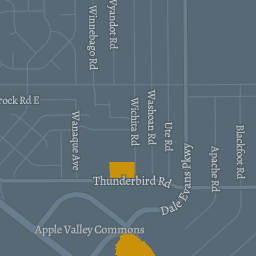 Winnebago Rd
Wyandot Rd
rock Rd E
Wanaque Ave
Wichita Rd
Washoan Rd
Ute Rd
Dale Evans Pkwy
Apache Rd
Blackfoot Rd
Thunderbird Rd
Apple Valley Commons